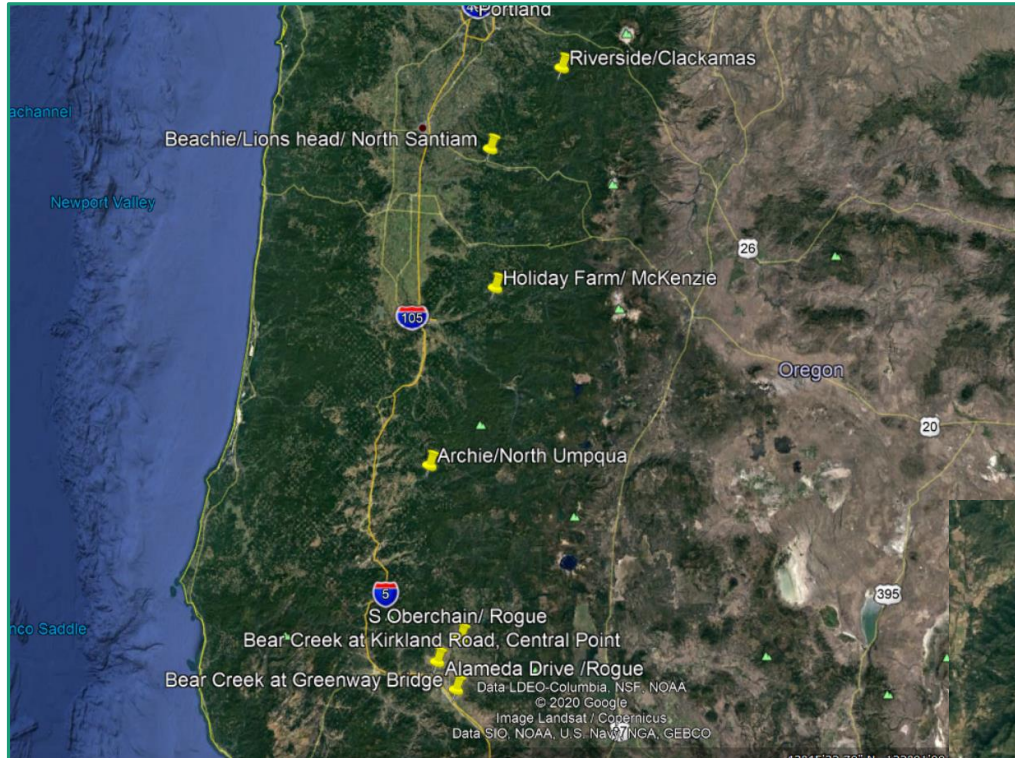 Portland
Riverside/Clackamas
achannel
Beachie/Lions head/ North Santiam
Newport Valley
26
Holiday Farm/ McKenzie
105
Oregon
20
Archie/North Umpqua
5
395
S Oberchain/ Rogue
nco Saddle
Bear Creek at Kirkland Road, Central Point
Alameda Drive /Rogue
Bear Creek at Greenway Bridge
Data LDEO-Columbia, NSF, NOAA
© 2020 Google
Image Landsat / Copernicus
Data SIO, NOAA, U.S. Navy, NGA, GEBCO